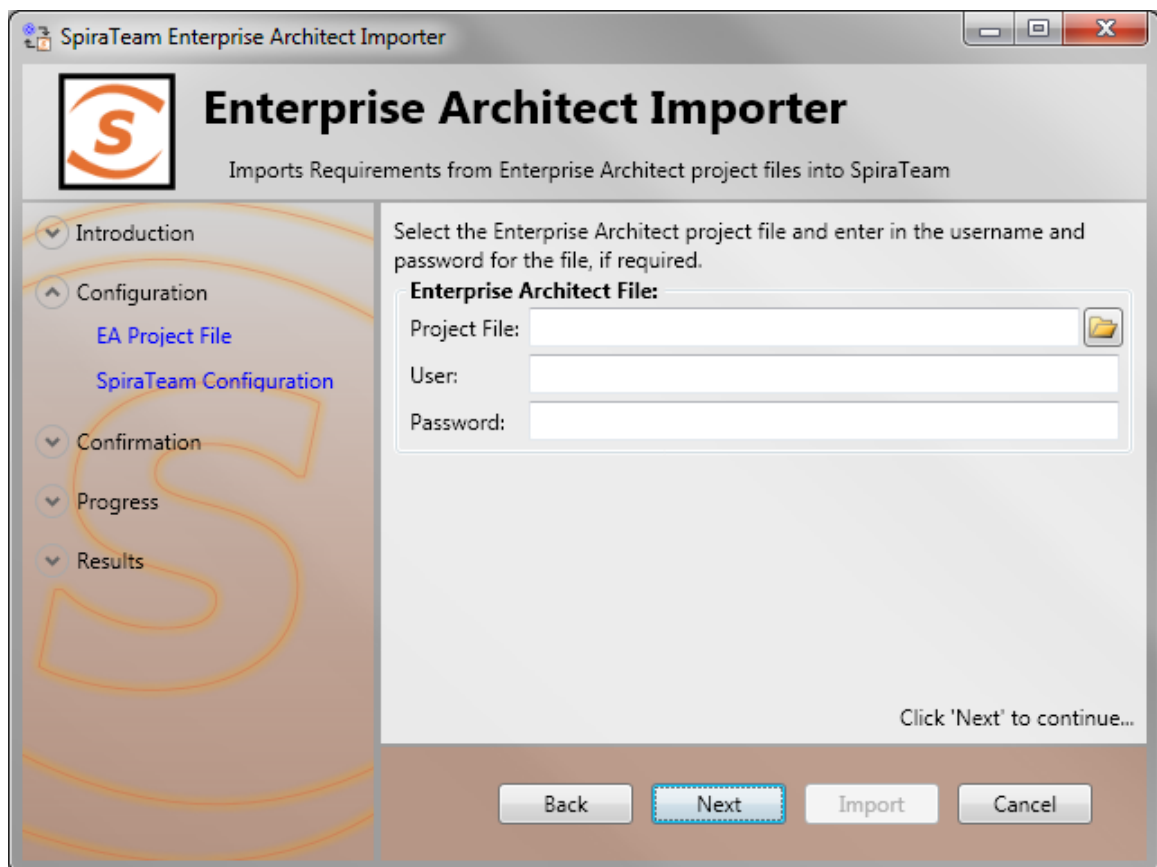 SpiraTeam Enterprise Architect Importer
S
Enterprise Architect Importer
Imports Requirements from Enterprise Architect project files into SpiraTeam
Introduction
Configuration
EA Project File
SpiraTeam Configuration
Confirmation
Progress
Results
Select the Enterprise Architect project file and enter in the username and
password for the file, if required.
Enterprise Architect File:
Project File:
User:
Password:
Click 'Next' to continue...
Back Next Import Cancel